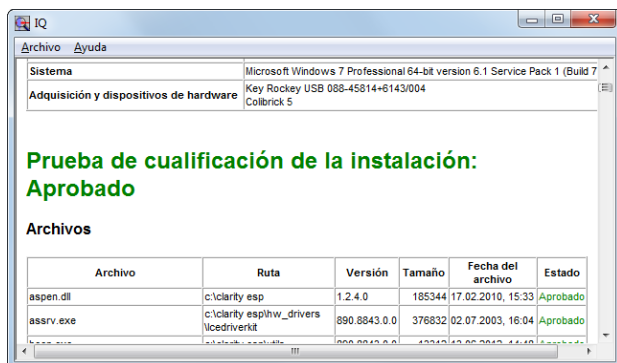 IQ
Archivo Ayuda
Sistema Microsoft Windows 7 Professional 64-bit version 6.1 Service Pack 1 (Build 7
Adquisición y dispositivos de hardware Key Rockey USB 088-45814+6143/004
Colibrick 5
Prueba de cualificación de la instalación:
Aprobado
Archivos
Archivo Ruta Versión Tamaño Fecha del archivo Estado
aspen.dll c:\clarity esp 1.2.4.0 185344 17.02.2010, 15:33 Aprobado
assrv.exe c:\clarity esp\hw_drivers\icedriverkit 890.8843.0.0 376832 02.07.2003, 16:04 Aprobado